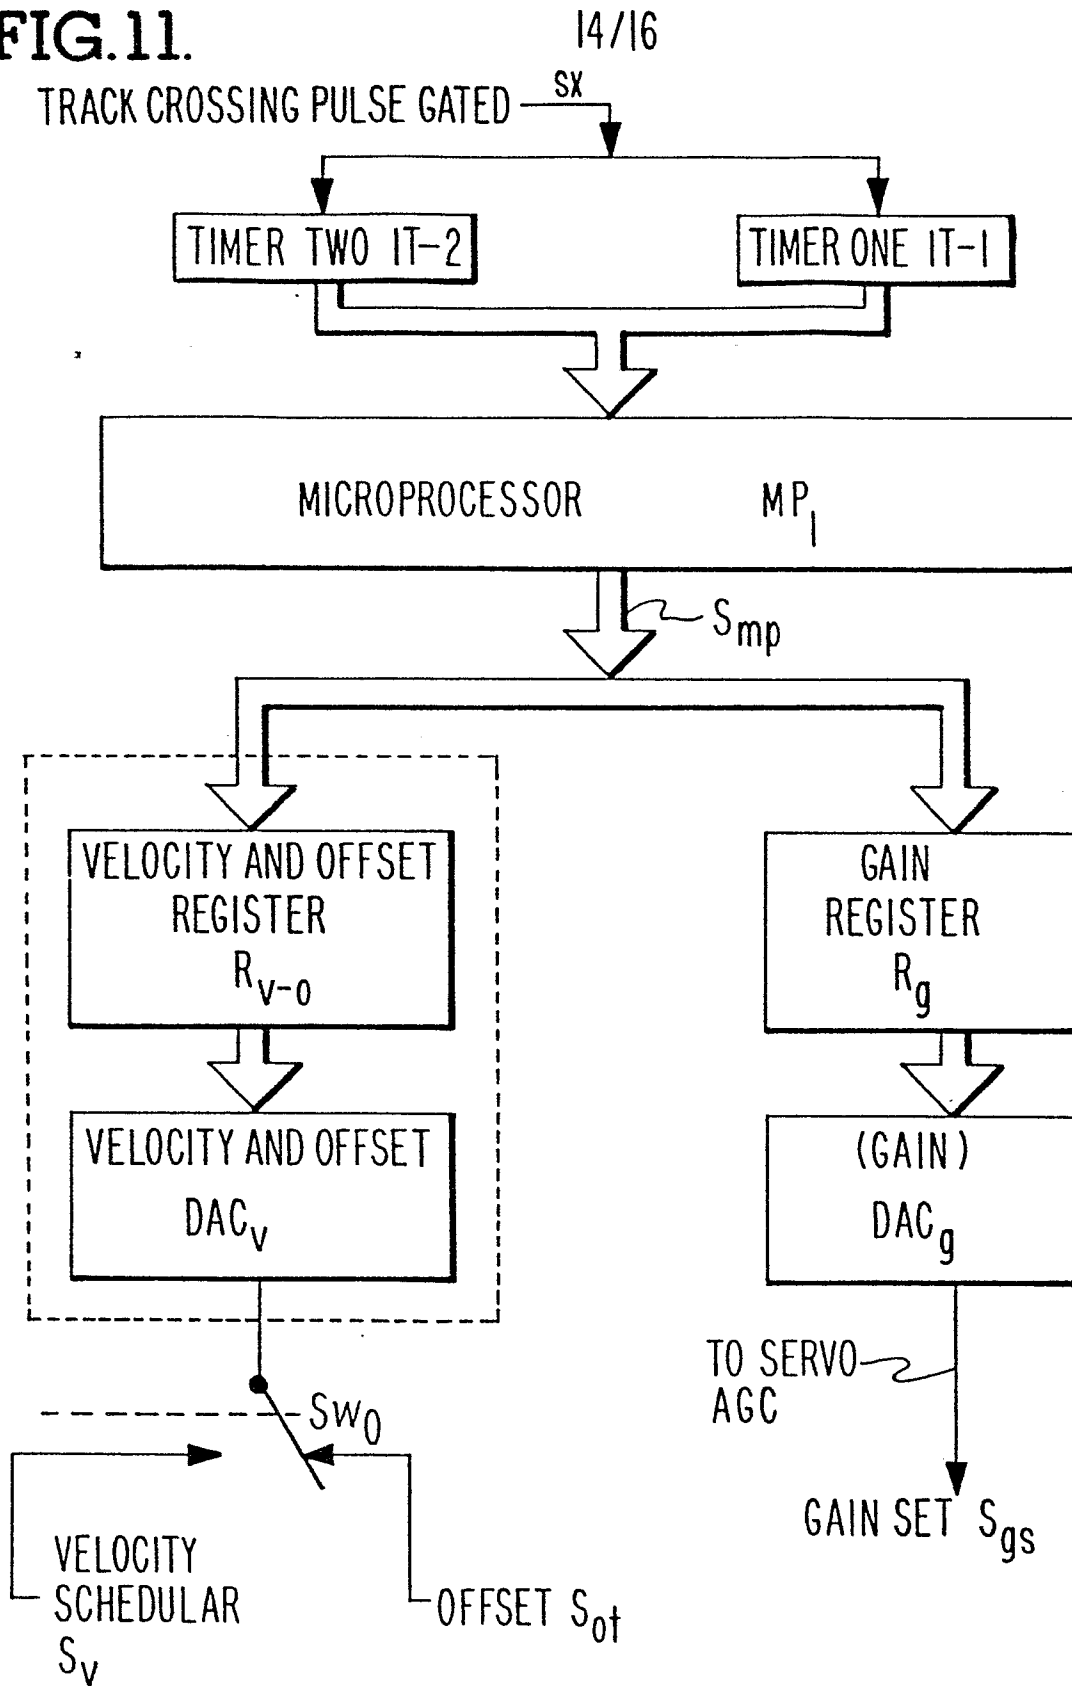 FIG.11.
14/16
TRACK CROSSING PULSE GATED
SX
TIMER TWO IT-2
TIMER ONE IT-1
MICROPROCESSOR MP1
Smp
VELOCITY AND OFFSET
REGISTER
Rv-o
GAIN
REGISTER
Rg
VELOCITY AND OFFSET
DACv
(GAIN)
DACg
TO SERVO
AGC
SWO
GAIN SET Sgs
VELOCITY
SCHEDULAR
Sv
OFFSET Sot